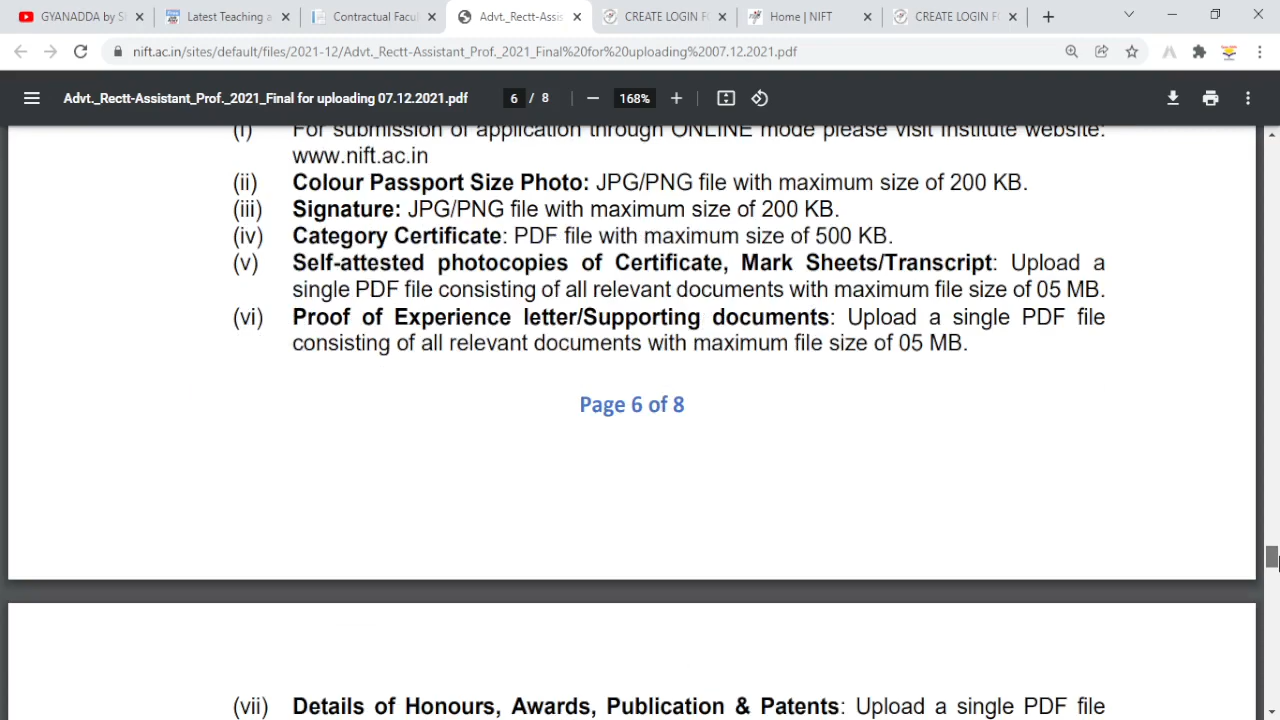 GYANADDA by S
Latest Teaching a
Contractual Facul
Advt._Rectt-Assis
CREATE LOGIN FO
Home | NIFT
CREATE LOGIN FO
nift.ac.in/sites/default/files/2021-12/Advt._Rectt-Assistant_Prof._2021_Final%20for%20uploading%2007.12.2021.pdf
Advt._Rectt-Assistant_Prof._2021_Final for uploading 07.12.2021.pdf
6 / 8
168%
(i) For submission of application through ONLINE mode please visit Institute website:
www.nift.ac.in
(ii) Colour Passport Size Photo: JPG/PNG file with maximum size of 200 KB.
(iii) Signature: JPG/PNG file with maximum size of 200 KB.
(iv) Category Certificate: PDF file with maximum size of 500 KB.
(v) Self-attested photocopies of Certificate, Mark Sheets/Transcript: Upload a
single PDF file consisting of all relevant documents with maximum file size of 05 MB.
(vi) Proof of Experience letter/Supporting documents: Upload a single PDF file
consisting of all relevant documents with maximum file size of 05 MB.
Page 6 of 8
(vii) Details of Honours, Awards, Publication & Patents: Upload a single PDF file